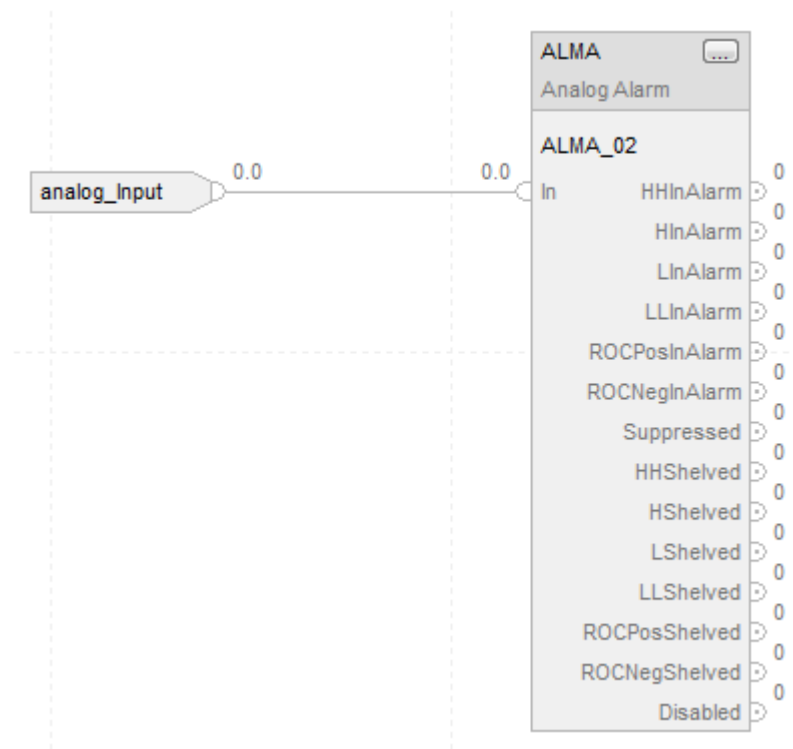 ALMA ...
Analog Alarm
ALMA_02
analog_Input 0.0 0.0 In HHInAlarm 0
HInAlarm 0
LInAlarm 0
LLInAlarm 0
ROCPosInAlarm 0
ROCNegInAlarm 0
Suppressed 0
HHShelved 0
HShelved 0
LShelved 0
LLShelved 0
ROCPosShelved 0
ROCNegShelved 0
Disabled 0